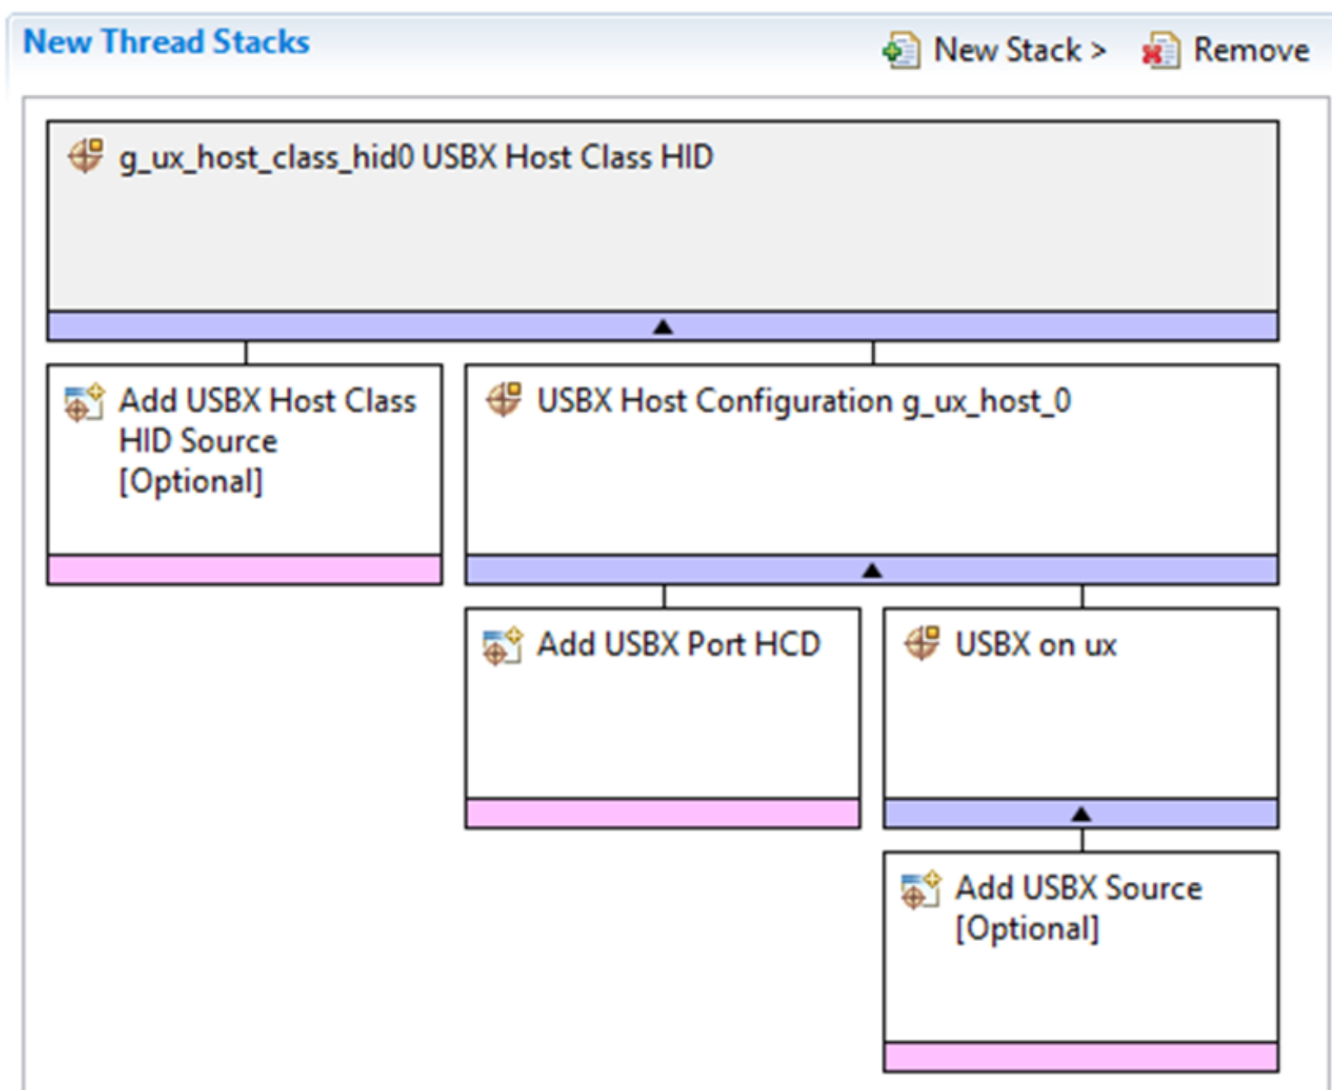 New Thread Stacks
New Stack > Remove
g_ux_host_class_hid0 USBX Host Class HID
Add USBX Host Class
HID Source
[Optional]
USBX Host Configuration g_ux_host_0
Add USBX Port HCD
USBX on ux
Add USBX Source
[Optional]